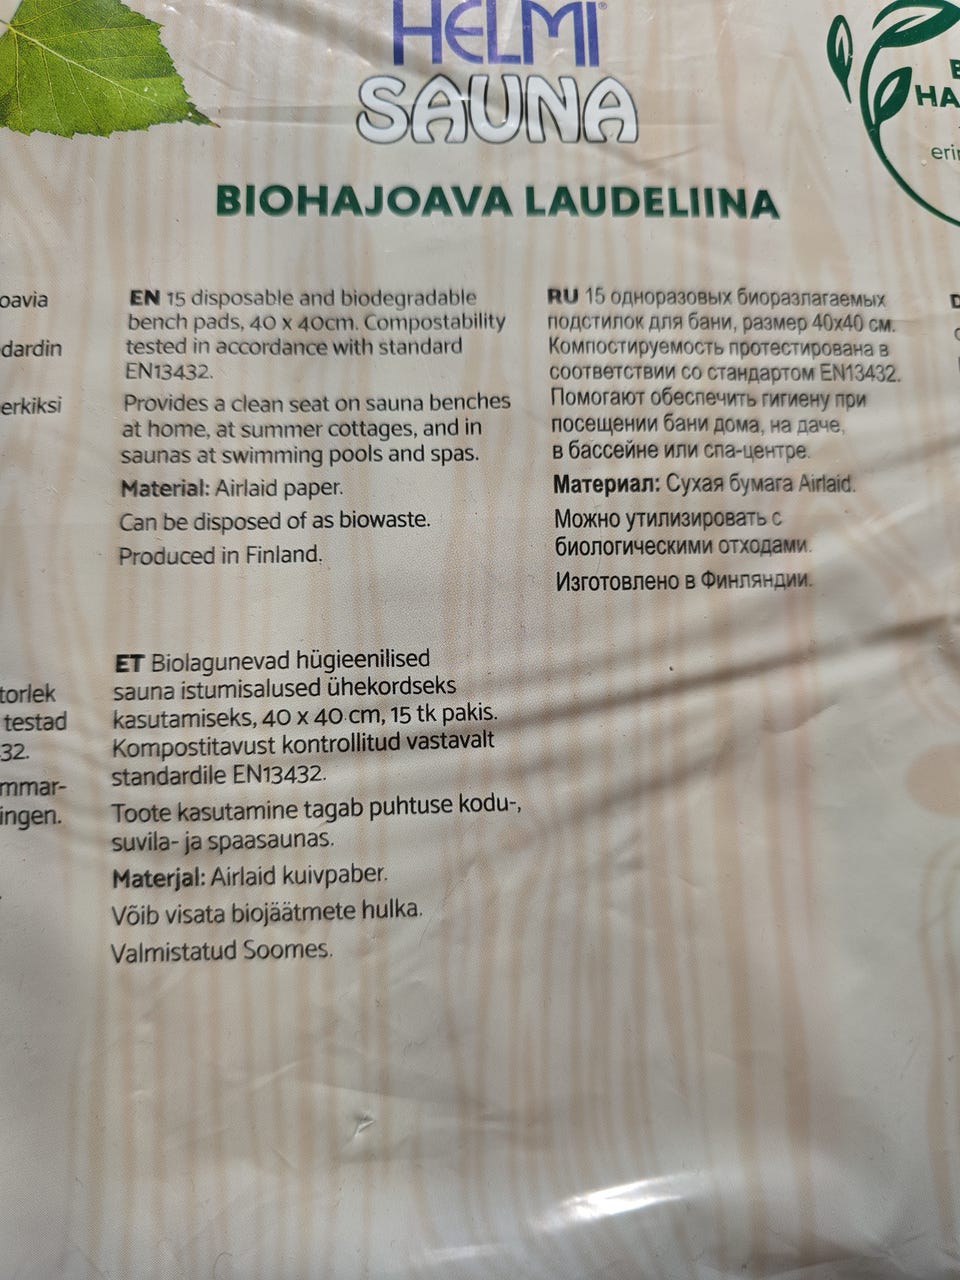 HELMI®
SAUNA
BIOHAJOAVA LAUDELIINA
HA
dardin
EN 15 disposable and biodegradable
bench pads, 40 x 40cm. Compostability
tested in accordance with standard
EN13432.
Provides a clean seat on sauna benches
at home, at summer cottages, and in
saunas at swimming pools and spas.
Material: Airlaid paper.
Can be disposed of as biowaste.
Produced in Finland.
RU 15 одноразовых биоразлагаемых
подстилок для бани, размер 40x40 см.
Компостируемость протестирована в
соответствии со стандартом EN13432.
Помогают обеспечить гигиену при
посещении бани дома, на даче,
в бассейне или спа-центре.
Материал: Сухая бумага Airlaid.
Можно утилизировать с
биологическими отходами.
Изготовлено в Финляндии.
torlek
testad
32.
mmar-
ingen.
ET Biolagunevad hügieenilised
sauna istumisalused ühekordseks
kasutamiseks, 40 x 40 cm, 15 tk pakis.
Kompostitavust kontrollitud vastavalt
standardile EN13432.
Toote kasutamine tagab puhtuse kodu-,
suvila- ja spaasaunas.
Materjal: Airlaid kuivpaber.
Võib visata biojäätmete hulka.
Valmistatud Soomes.